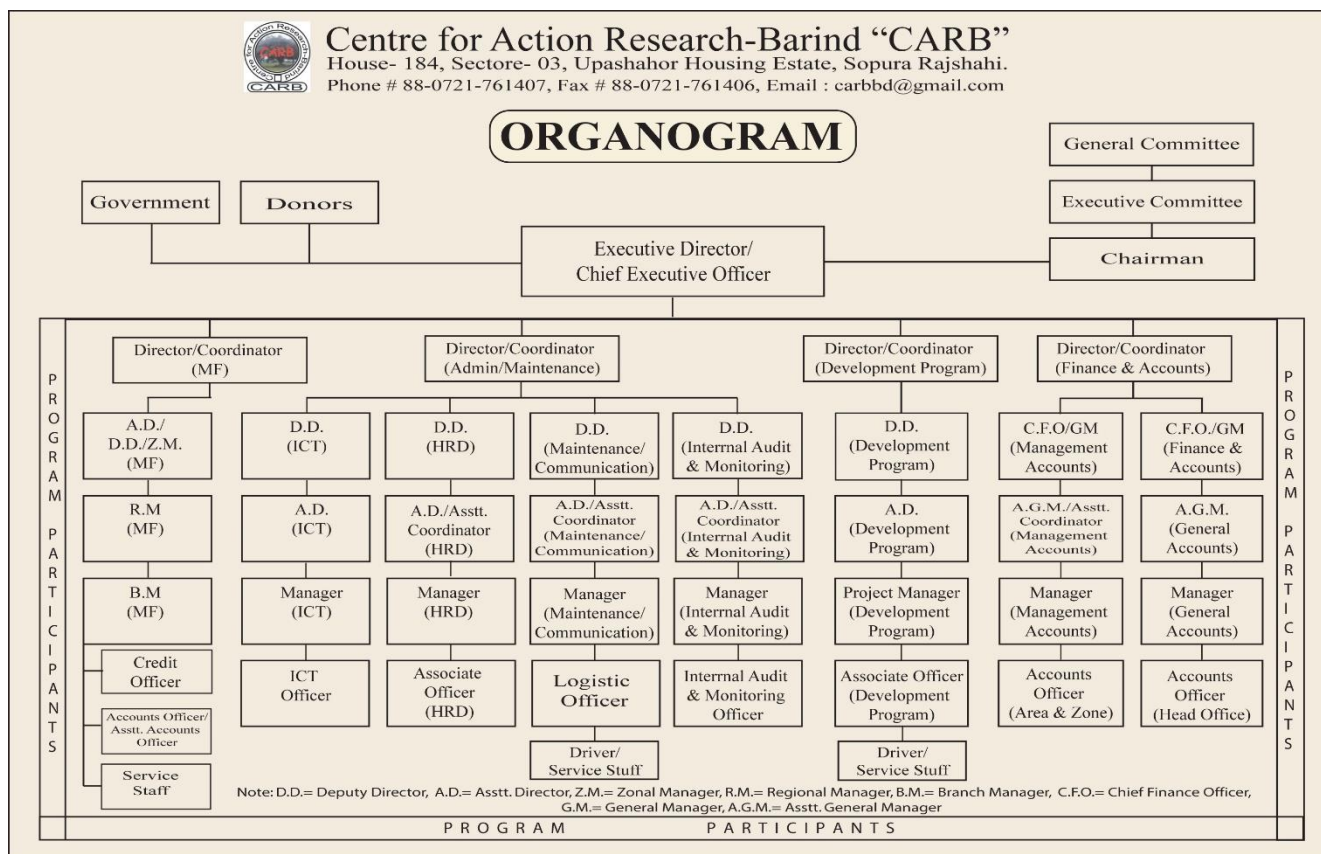 Centre for Action Research-Barind
CARB
CARB
Centre for Action Research-Barind “CARB”
House- 184, Sectore- 03, Upashahor Housing Estate, Sopura Rajshahi.
Phone # 88-0721-761407, Fax # 88-0721-761406, Email : carbbd@gmail.com
ORGANOGRAM
General Committee
Government
Donors
Executive Committee
Executive Director/
Chief Executive Officer
Chairman
PROGRAM PARTICIPANTS
Director/Coordinator
(MF)
Director/Coordinator
(Admin/Maintenance)
Director/Coordinator
(Development Program)
Director/Coordinator
(Finance & Accounts)
A.D./
D.D./Z.M.
(MF)
D.D.
(ICT)
D.D.
(HRD)
D.D.
(Maintenance/
Communication)
D.D.
(Internal Audit
& Monitoring)
D.D.
(Development
Program)
C.F.O/GM
(Management
Accounts)
C.F.O./GM
(Finance &
Accounts)
R.M
(MF)
A.D.
(ICT)
A.D./Asstt.
Coordinator
(HRD)
A.D./Asstt.
Coordinator
(Maintenance/
Communication)
A.D./Asstt.
Coordinator
(Internal Audit
& Monitoring)
A.D.
(Development
Program)
A.G.M./Asstt.
Coordinator
(Management
Accounts)
A.G.M.
(General
Accounts)
B.M
(MF)
Manager
(ICT)
Manager
(HRD)
Manager
(Maintenance/
Communication)
Manager
(Interrnal Audit
& Monitoring)
Project Manager
(Development
Program)
Manager
(Management
Accounts)
Manager
(General
Accounts)
Credit
Officer
Accounts Officer/
Asstt. Accounts
Officer
Service
Staff
ICT
Officer
Associate
Officer
(HRD)
Logistic
Officer
Internal Audit
& Monitoring
Officer
Associate Officer
(Development
Program)
Accounts
Officer
(Area & Zone)
Accounts
Officer
(Head Office)
Driver/
Service Stuff
Driver/
Service Stuff
PROGRAM PARTICIPANTS
Note: D.D.= Deputy Director, A.D.= Asstt. Director, Z.M.= Zonal Manager, R.M.= Regional Manager, B.M.= Branch Manager, C.F.O.= Chief Finance Officer,
G.M.= General Manager, A.G.M.= Asstt. General Manager
PROGRAM PARTICIPANTS